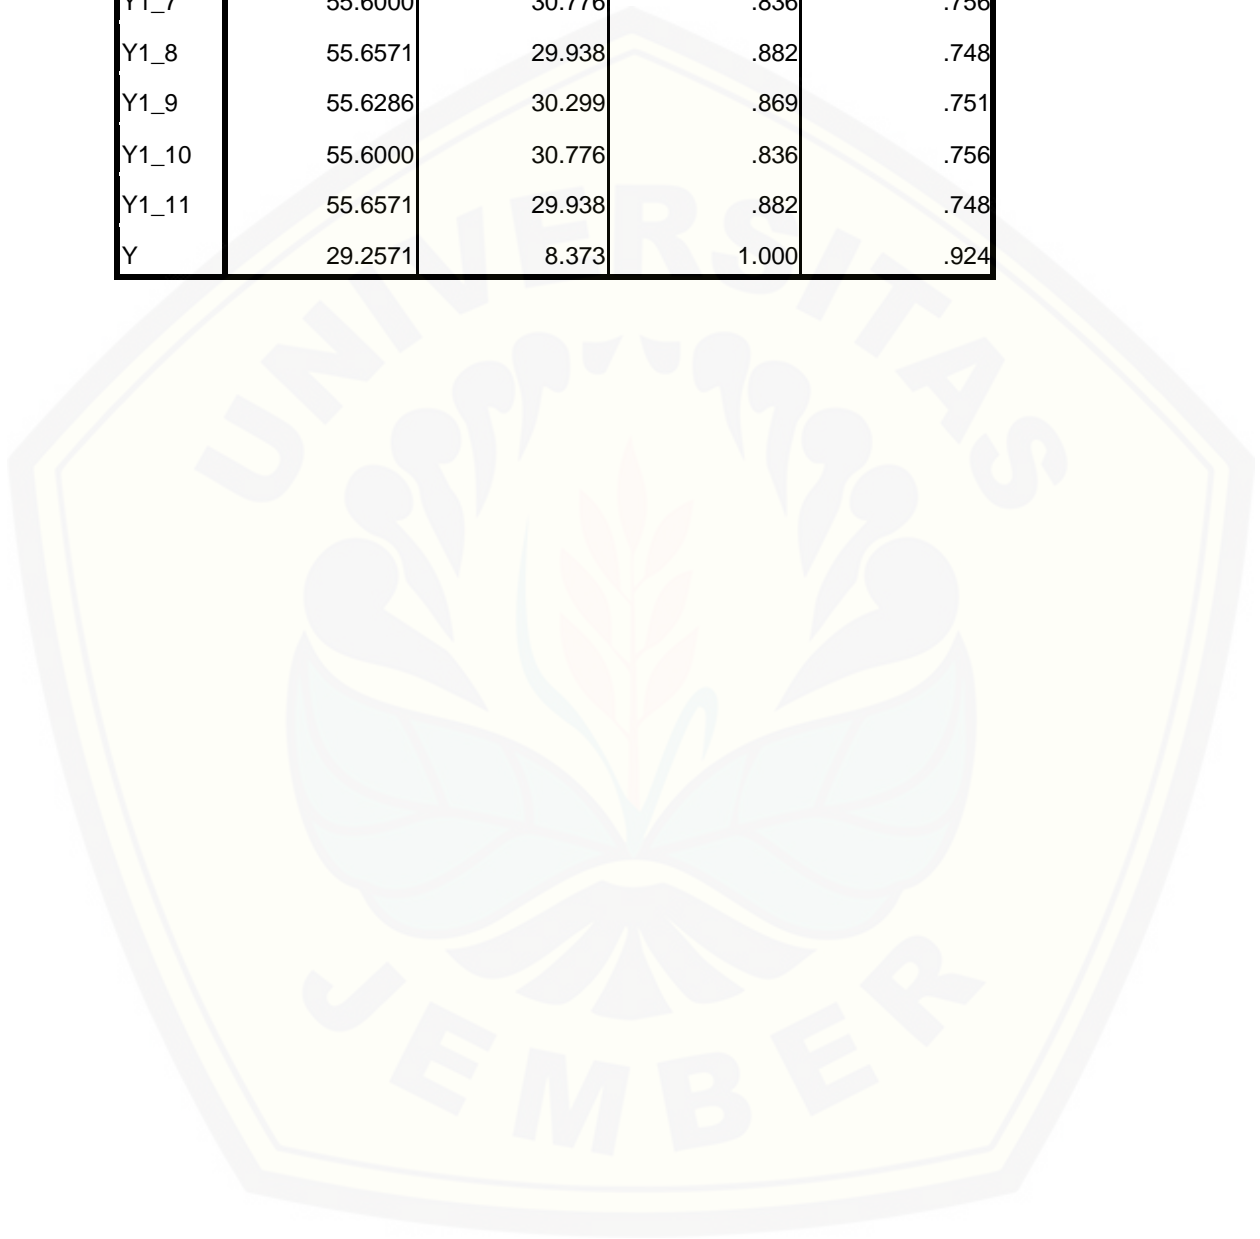 Y1_7 55.6000 30.776 .836 .756
Y1_8 55.6571 29.938 .882 .748
Y1_9 55.6286 30.299 .869 .751
Y1_10 55.6000 30.776 .836 .756
Y1_11 55.6571 29.938 .882 .748
Y 29.2571 8.373 1.000 .924
UNIVERSITAS
JEMBER